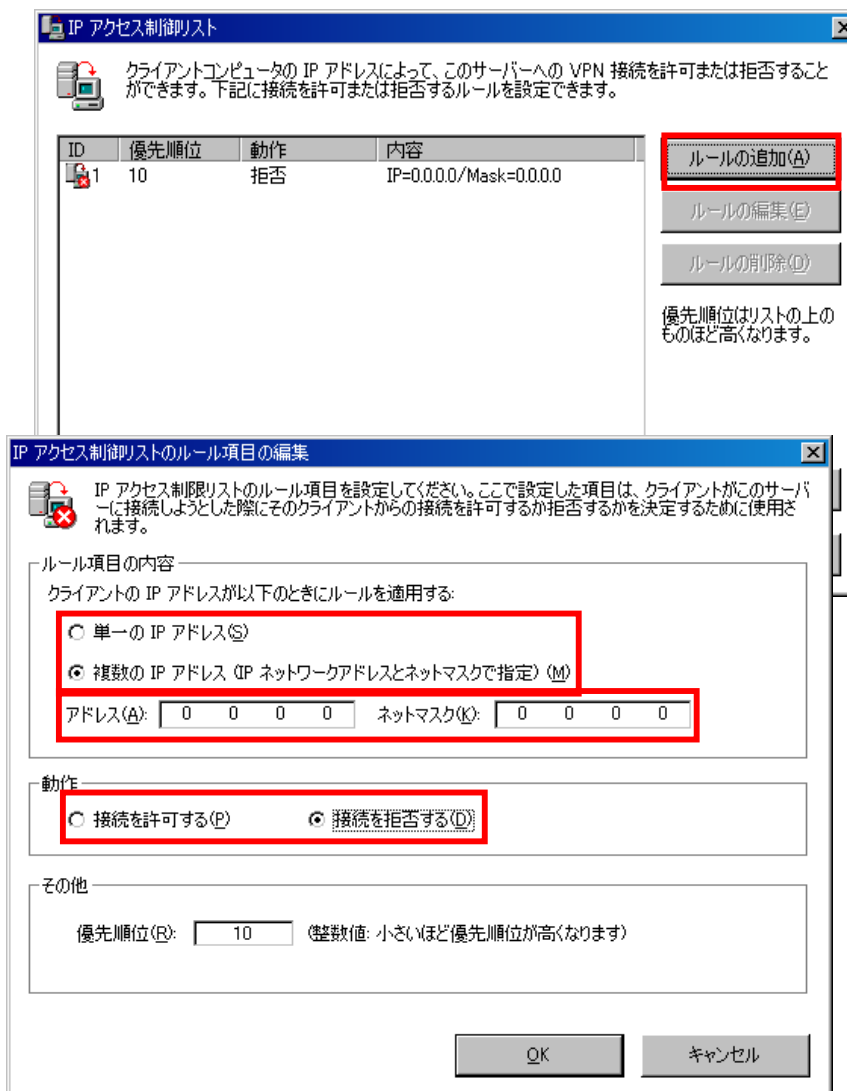 IP アクセス制御リスト
クライアントコンピュータの IP アドレスによって、このサーバーへの VPN 接続を許可または拒否すること
ができます。下記に接続を許可または拒否するルールを設定できます。
ID 優先順位 動作 内容
1 10 拒否 IP=0.0.0.0/Mask=0.0.0.0
ルールの追加(A)
ルールの編集(E)
ルールの削除(D)
優先順位はリストの上の
ものほど高くなります。
IP アクセス制御リストのルール項目の編集
IP アクセス制限リストのルール項目を設定してください。ここで設定した項目は、クライアントがこのサーバ
ーに接続しようとした際にそのクライアントからの接続を許可するか拒否するかを決定するために使用さ
れます。
ルール項目の内容
クライアントの IP アドレスが以下のときにルールを適用する:
単一の IP アドレス(S)
複数の IP アドレス (IP ネットワークアドレスとネットマスクで指定) (M)
アドレス(A): 0 0 0 0 ネットマスク(K): 0 0 0 0
動作
接続を許可する(P) 接続を拒否する(D)
その他
優先順位(R): 10 (整数値: 小さいほど優先順位が高くなります)
OK キャンセル